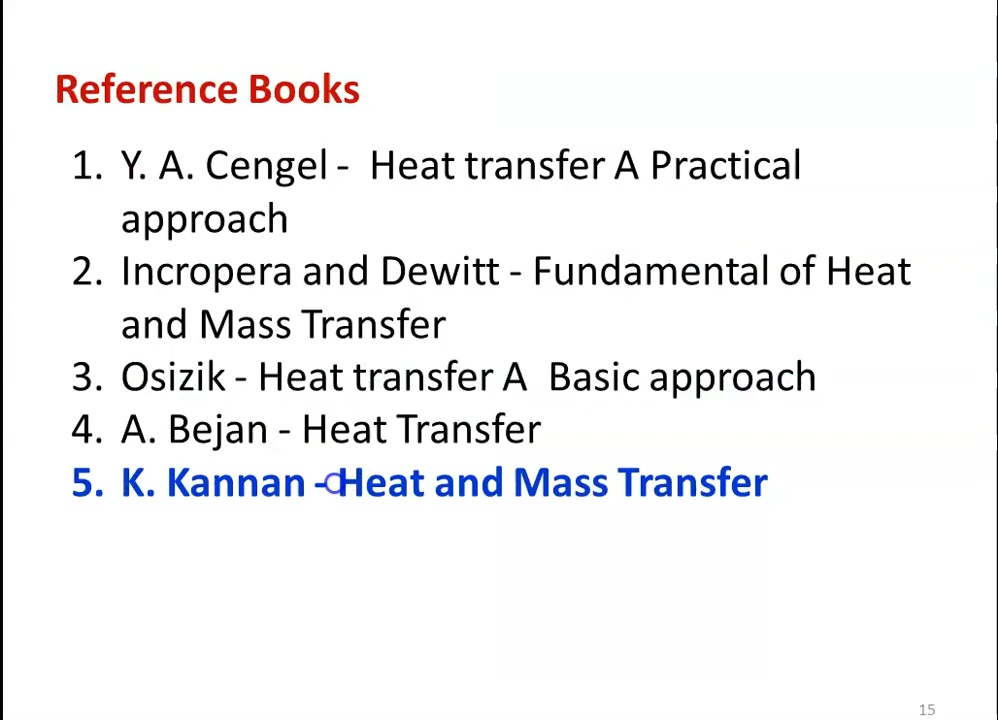 Reference Books
1. Y. A. Cengel - Heat transfer A Practical
approach
2. Incropera and Dewitt - Fundamental of Heat
and Mass Transfer
3. Osizik - Heat transfer A Basic approach
4. A. Bejan - Heat Transfer
5. K. Kannan - Heat and Mass Transfer
15